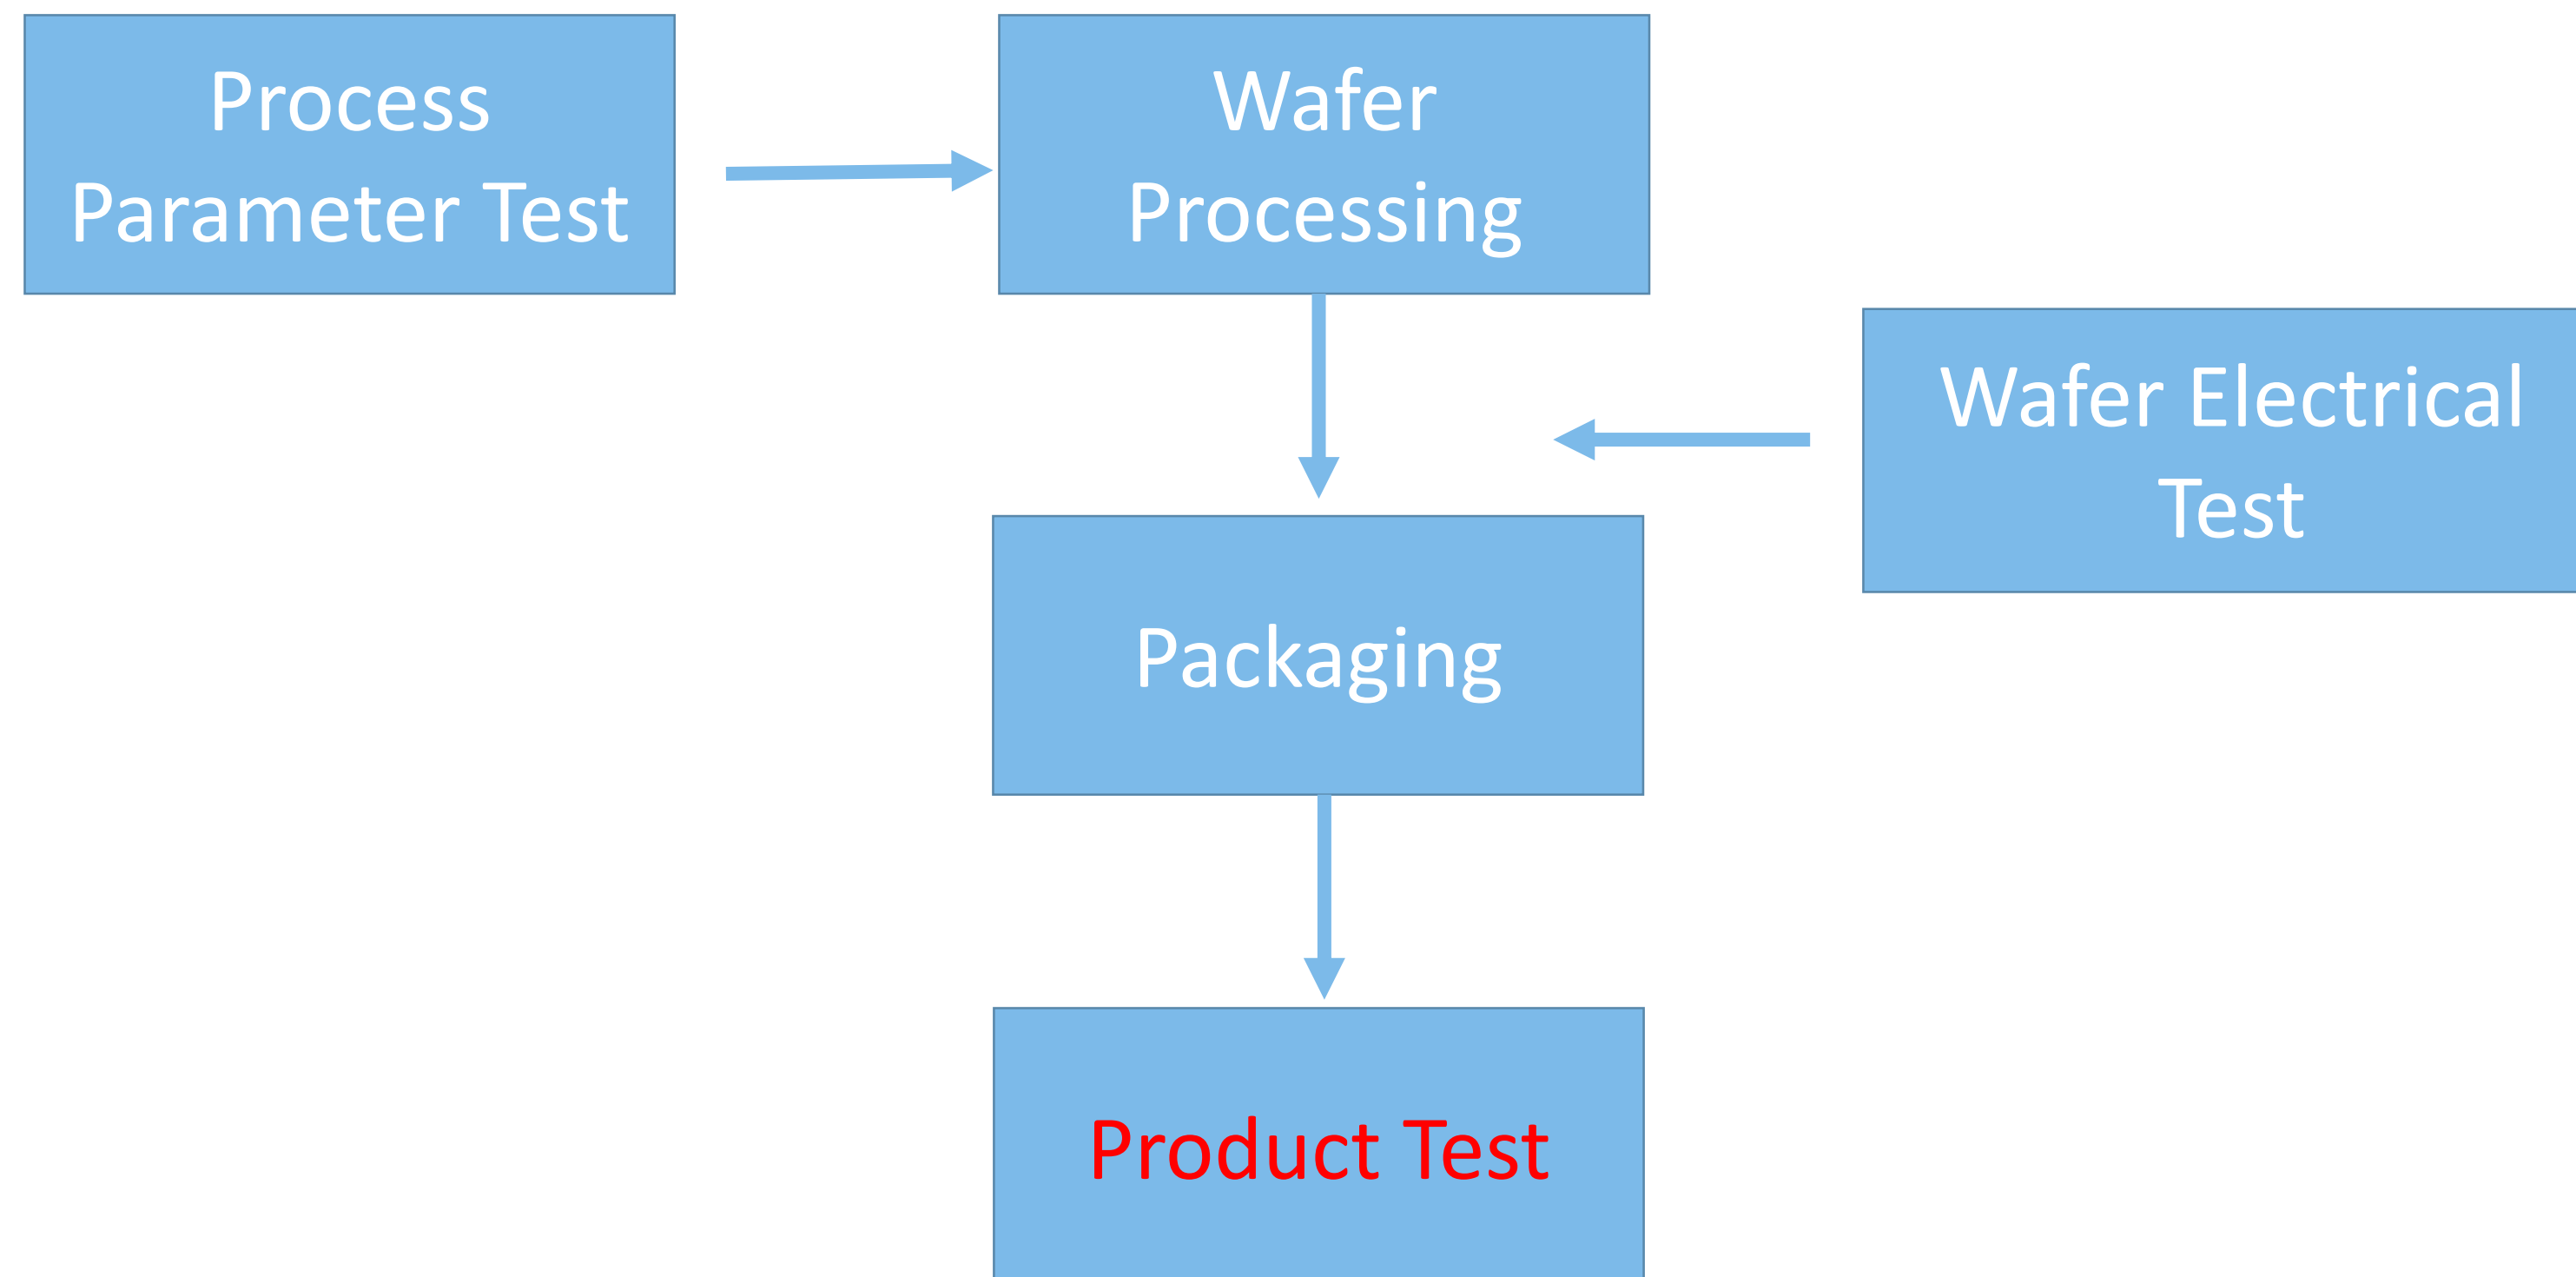 Process
Parameter Test
Wafer
Processing
Wafer Electrical
Test
Packaging
Product Test